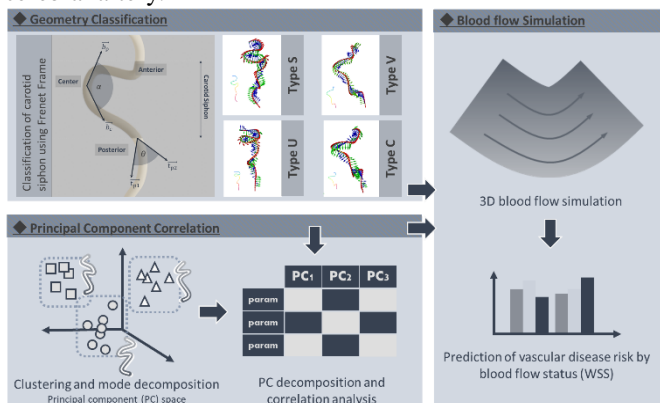 ◆ Geometry Classification
Classification of carotid
siphon using Frenet Frame
Center
Anterior
Posterior
α
θ
Carotid Siphon
Type S
Type V
Type U
Type C
◆ Principal Component Correlation
Clustering and mode decomposition
Principal component (PC) space
PC1 PC2 PC3
param
param
param
PC decomposition and
correlation analysis
◆ Blood flow Simulation
3D blood flow simulation
Prediction of vascular disease risk by
blood flow status (WSS)